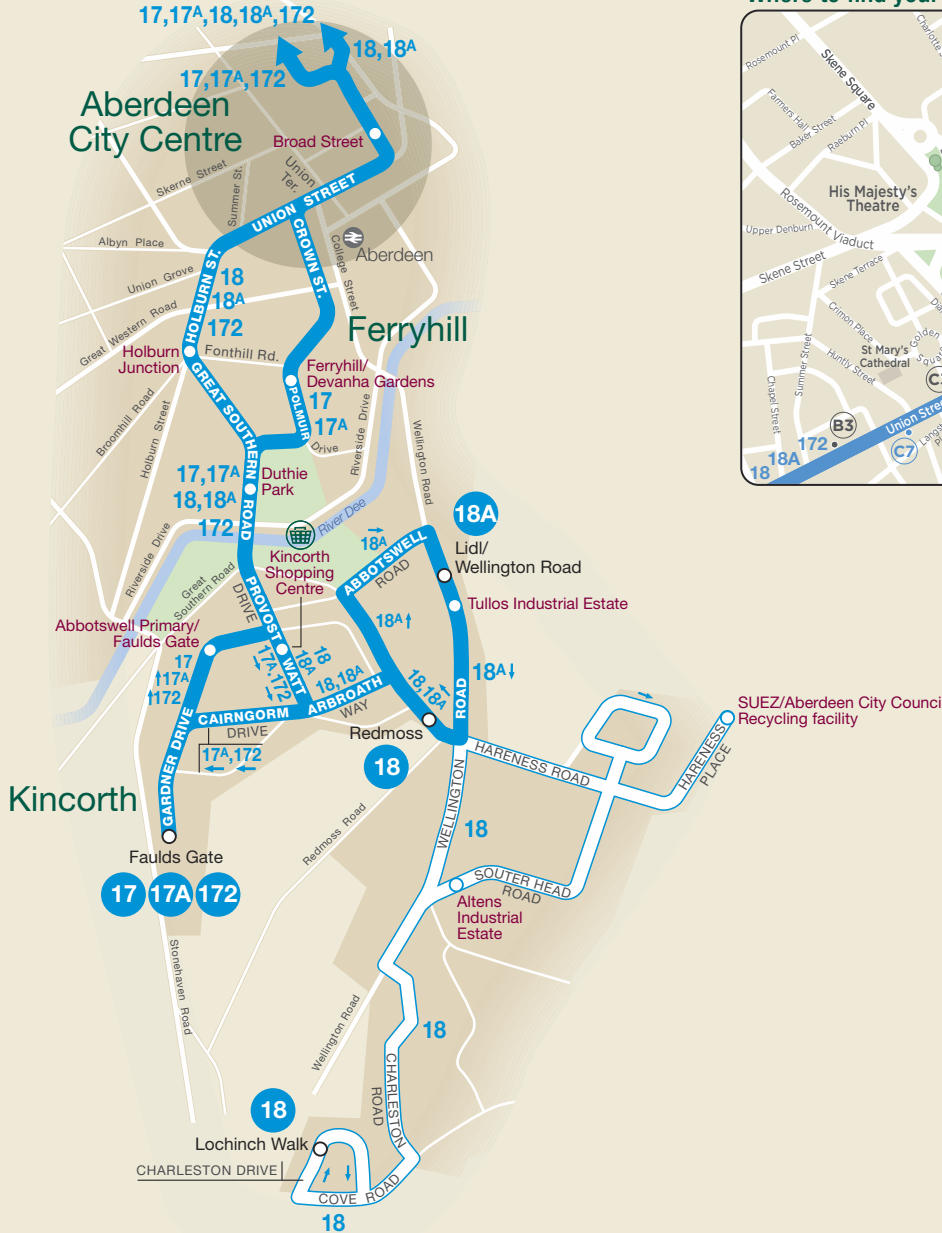 17,17A,18,18A,172
18,18A
17,17A,172
Aberdeen
City Centre
Broad Street
Skerne Street
Summer St.
Union
Ter.
UNION STREET
CROWN ST.
Albyn Place
College Street
Aberdeen
Union Grove
HOLBURN ST.
18
18A
172
Great Western Road
Ferryhill
Holburn
Junction
Fonthill Rd.
Ferryhill/
Devanha Gardens
GREAT SOUTHERN ROAD
POLMUIR
17
17A
Drive
Riverside Drive
Wellington Road
Broomhill Road
Holburn Street
17,17A
18,18A
172
Duthie
Park
River Dee
Riverside Drive
Great
Southern Road
Kincorth
Shopping
Centre
18A
ABBOTSWELL
ROAD
18A
Lidl/
Wellington Road
Tullos Industrial Estate
PROVOST WATT
DRIVE
Abbotswell Primary/
Faulds Gate
17
17A
172
18
18A
17A,172
18A
18,18A
18,18A
18A
ROAD
CAIRNGORM
DRIVE
ARBROATH
WAY
17A,172
Redmoss
18
GARDNER DRIVE
Kincorth
Faulds Gate
17
17A
172
SUEZ/Aberdeen City Counci
Recycling facility
HARENESS ROAD
HARENESS
PLACE
WELLINGTON
18
Redmoss Road
SOUTER HEAD
ROAD
Altens
Industrial
Estate
Stonehaven Road
Wellington Road
18
CHARLESTON
ROAD
18
Lochinch Walk
CHARLESTON DRIVE
COVE ROAD
18
Where to find your
Rosemount Pl
Skene Square
Charlotte
Farmers Hall
Baker Street
Raeburn Pl
His Majesty's
Theatre
Rosemount Viaduct
Upper Denburn
Skene Street
Skene Terrace
Crimon Place
Huntly Street
St Mary's
Cathedral
Golden
Chapel Street
Summer Street
B3
C7
Union Stre
172
18A
18